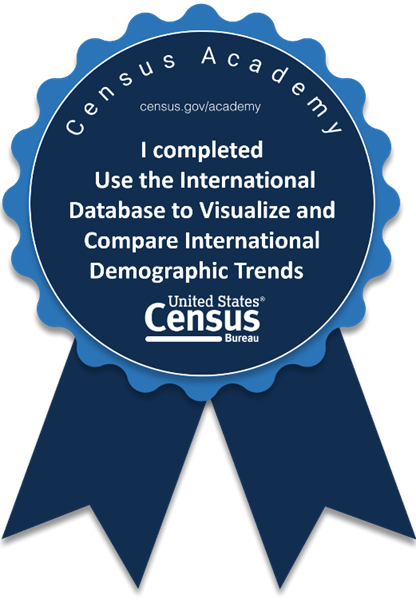 Census Academy
census.gov/academy
I completed
Use the International
Database to Visualize and
Compare International
Demographic Trends
United States®
Census
Bureau